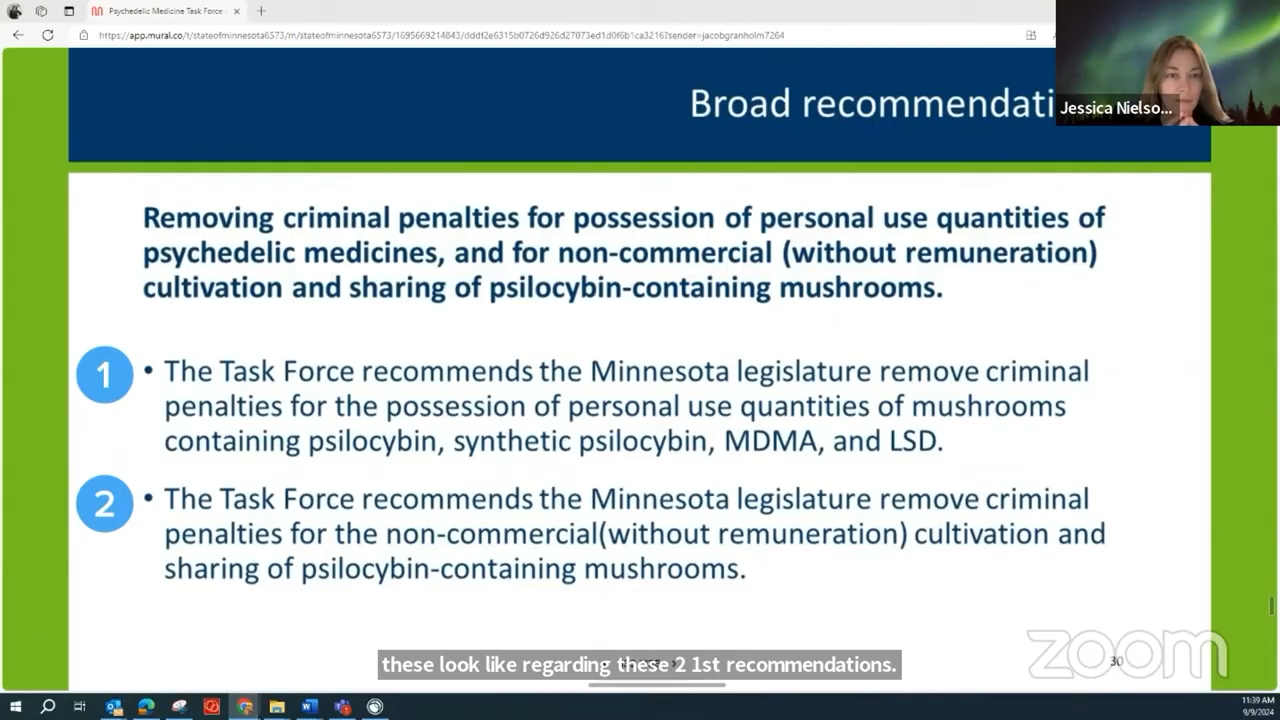 Psychedelic Medicine Task Force
https://app.mural.co/t/stateofminnesota6573/m/stateofminnesota6573/1695669214843/dddf2e6315b0726d926d27073ed1d0f6b1ca3216?sender=jacobgranholm7264
Jessica Nielso...
Broad recommendati
Removing criminal penalties for possession of personal use quantities of
psychedelic medicines, and for non-commercial (without remuneration)
cultivation and sharing of psilocybin-containing mushrooms.
1
• The Task Force recommends the Minnesota legislature remove criminal
penalties for the possession of personal use quantities of mushrooms
containing psilocybin, synthetic psilocybin, MDMA, and LSD.
2
• The Task Force recommends the Minnesota legislature remove criminal
penalties for the non-commercial(without remuneration) cultivation and
sharing of psilocybin-containing mushrooms.
these look like regarding these 2 1st recommendations.
zoom
30
11:39 AM
9/9/2024